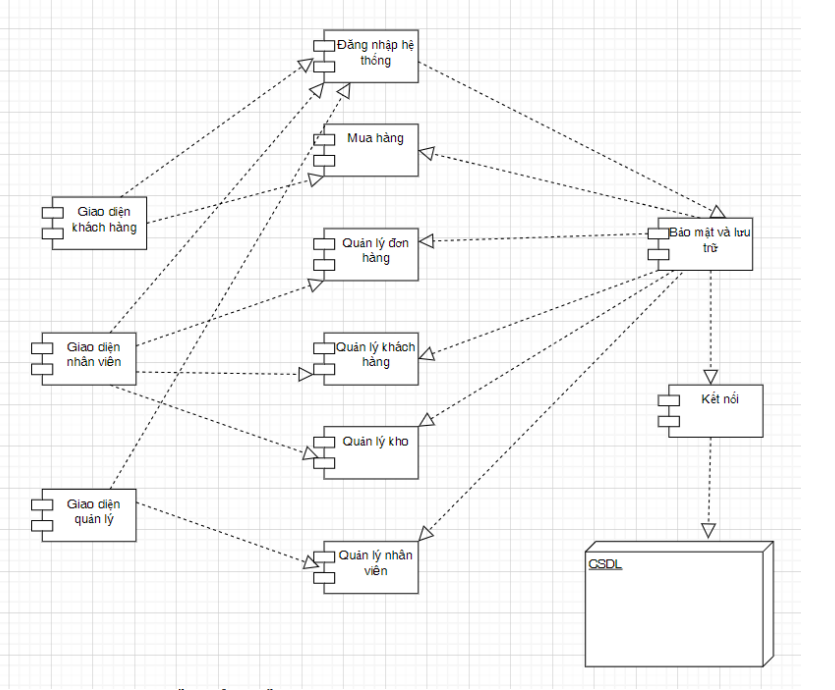 Đăng nhập hệ
thống
Mua hàng
Giao diện
khách hàng
Quản lý đơn
hàng
Bảo mật và lưu
trữ
Giao diện
nhân viên
Quản lý khách
hàng
Kết nối
Quản lý kho
Giao diện
quản lý
Quản lý nhân
viên
CSDL